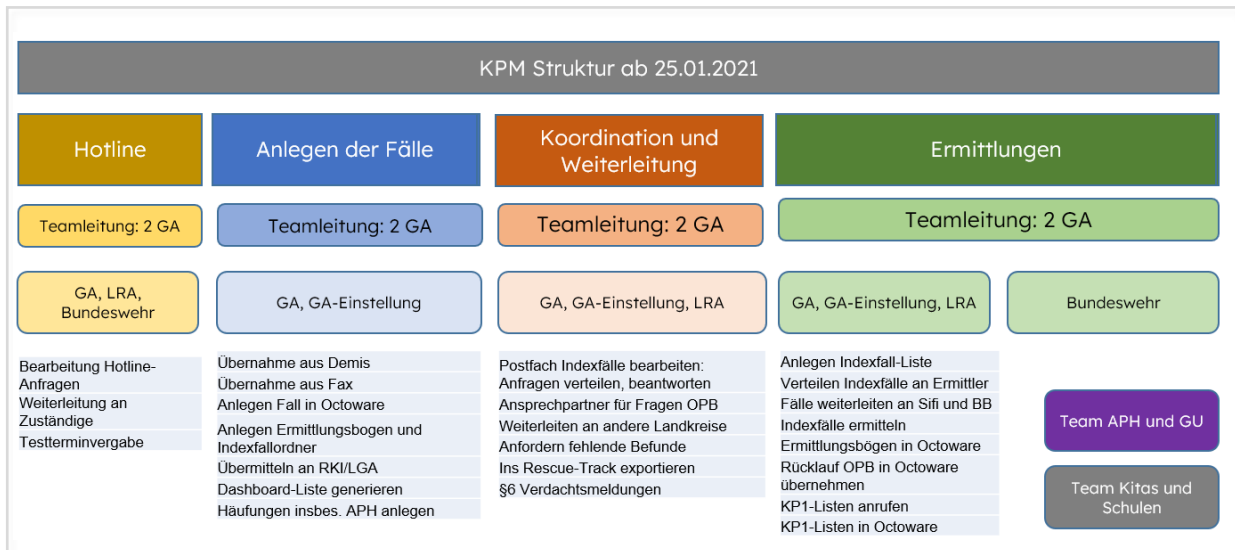 KPM Struktur ab 25.01.2021
Hotline
Anlegen der Fälle
Koordination und
Weiterleitung
Ermittlungen
Teamleitung: 2 GA
Teamleitung: 2 GA
Teamleitung: 2 GA
Teamleitung: 2 GA
GA, LRA,
Bundeswehr
GA, GA-Einstellung
GA, GA-Einstellung, LRA
GA, GA-Einstellung, LRA
Bundeswehr
Bearbeitung Hotline-
Anfragen
Weiterleitung an
Zuständige
Testterminvergabe
Übernahme aus Demis
Übernahme aus Fax
Anlegen Fall in Octoware
Anlegen Ermittlungsbogen und
Indexfallordner
Übermitteln an RKI/LGA
Dashboard-Liste generieren
Häufungen insbes. APH anlegen
Postfach Indexfälle bearbeiten:
Anfragen verteilen, beantworten
Ansprechpartner für Fragen OPB
Weiterleiten an andere Landkreise
Anfordern fehlende Befunde
Ins Rescue-Track exportieren
§6 Verdachtsmeldungen
Anlegen Indexfall-Liste
Verteilen Indexfälle an Ermittler
Fälle weiterleiten an Sifi und BB
Indexfälle ermitteln
Ermittlungsbögen in Octoware
Rücklauf OPB in Octoware
übernehmen
KP1-Listen anrufen
KP1-Listen in Octoware
Team APH und GU
Team Kitas und
Schulen